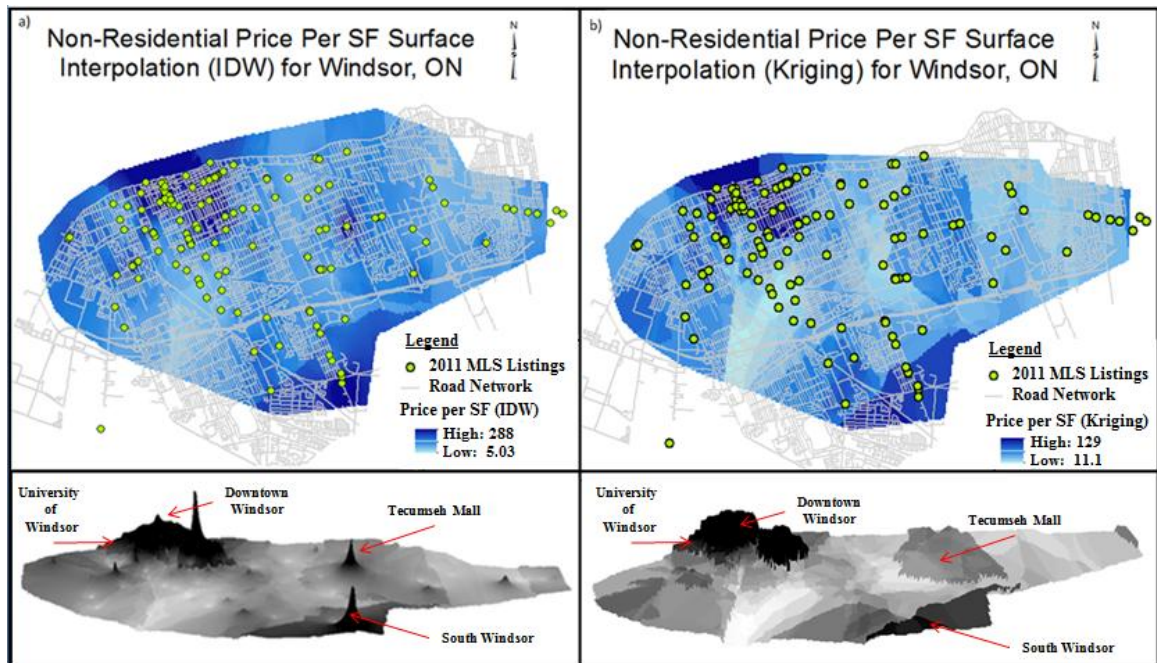 a)
Non-Residential Price Per SF Surface
Interpolation (IDW) for Windsor, ON
N
S
Legend
2011 MLS Listings
Road Network
Price per SF (IDW)
High: 288
Low: 5.03
b)
Non-Residential Price Per SF Surface
Interpolation (Kriging) for Windsor, ON
N
S
Legend
2011 MLS Listings
Road Network
Price per SF (Kriging)
High: 129
Low: 11.1
University
of
Windsor
Downtown
Windsor
Tecumseh Mall
South Windsor
University
of
Windsor
Downtown
Windsor
Tecumseh Mall
South Windsor